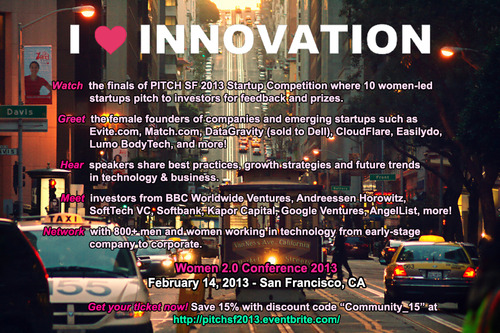 I ♥ INNOVATION
Watch the finals of PITCH SF 2013 Startup Competition where 10 women-led
startups pitch to investors for feedback and prizes.
Davis
Greet the female founders of companies and emerging startups such as
Evite.com, Match.com, DataGravity (sold to Dell), CloudFlare, Easilydo,
Lumo BodyTech, and more!
Hear speakers share best practices, growth strategies and future trends
in technology & business.
Meet investors from BBC Worldwide Ventures, Andreessen Horowitz,
SoftTech VC, Softbank, Kapor Capital, Google Ventures, AngelList, more!
TAXI
Network with 800+ men and women working in technology from early-stage
company to corporate.
Women 2.0 Conference 2013
February 14, 2013 - San Francisco, CA
155
Get your ticket now! Save 15% with discount code “Community_15” at
http://pitchsf2013.eventbrite.com/